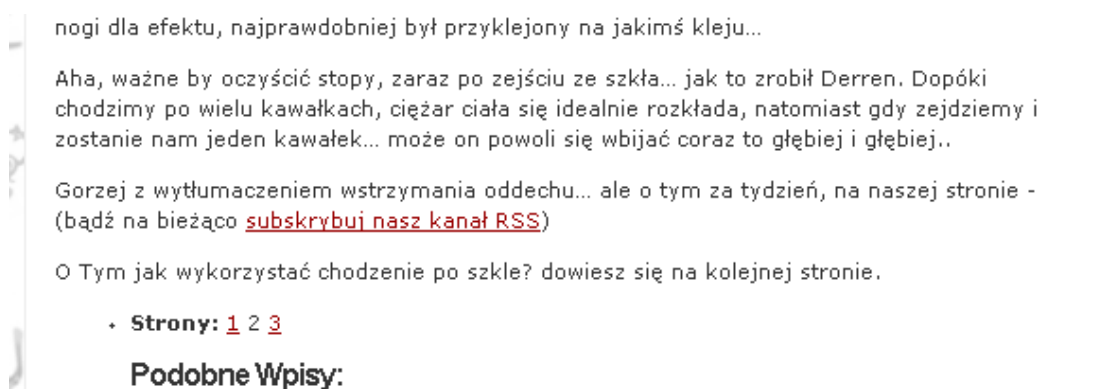 nogi dla efektu, najprawdobniej był przyklejony na jakimś kleju...
Aha, ważne by oczyścić stopy, zaraz po zejściu ze szkła... jak to zrobił Derren. Dopóki
chodzimy po wielu kawałkach, ciężar ciała się idealnie rozkłada, natomiast gdy zejdziemy i
zostanie nam jeden kawałek... może on powoli się wbijać coraz to głębiej i głębiej..
Gorzej z wytłumaczeniem wstrzymania oddechu... ale o tym za tydzień, na naszej stronie -
(bądź na bieżąco subskrybuj nasz kanał RSS)
O Tym jak wykorzystać chodzenie po szkle? dowiesz się na kolejnej stronie.
• Strony: 1 2 3
Podobne Wpisy: